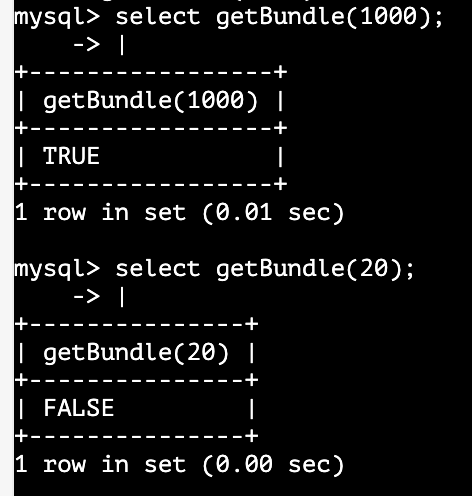 mysql> select getBundle(1000);
    -> |
+-----------------+
| getBundle(1000) |
+-----------------+
| TRUE            |
+-----------------+
1 row in set (0.01 sec)

mysql> select getBundle(20);
    -> |
+---------------+
| getBundle(20) |
+---------------+
| FALSE         |
+---------------+
1 row in set (0.00 sec)